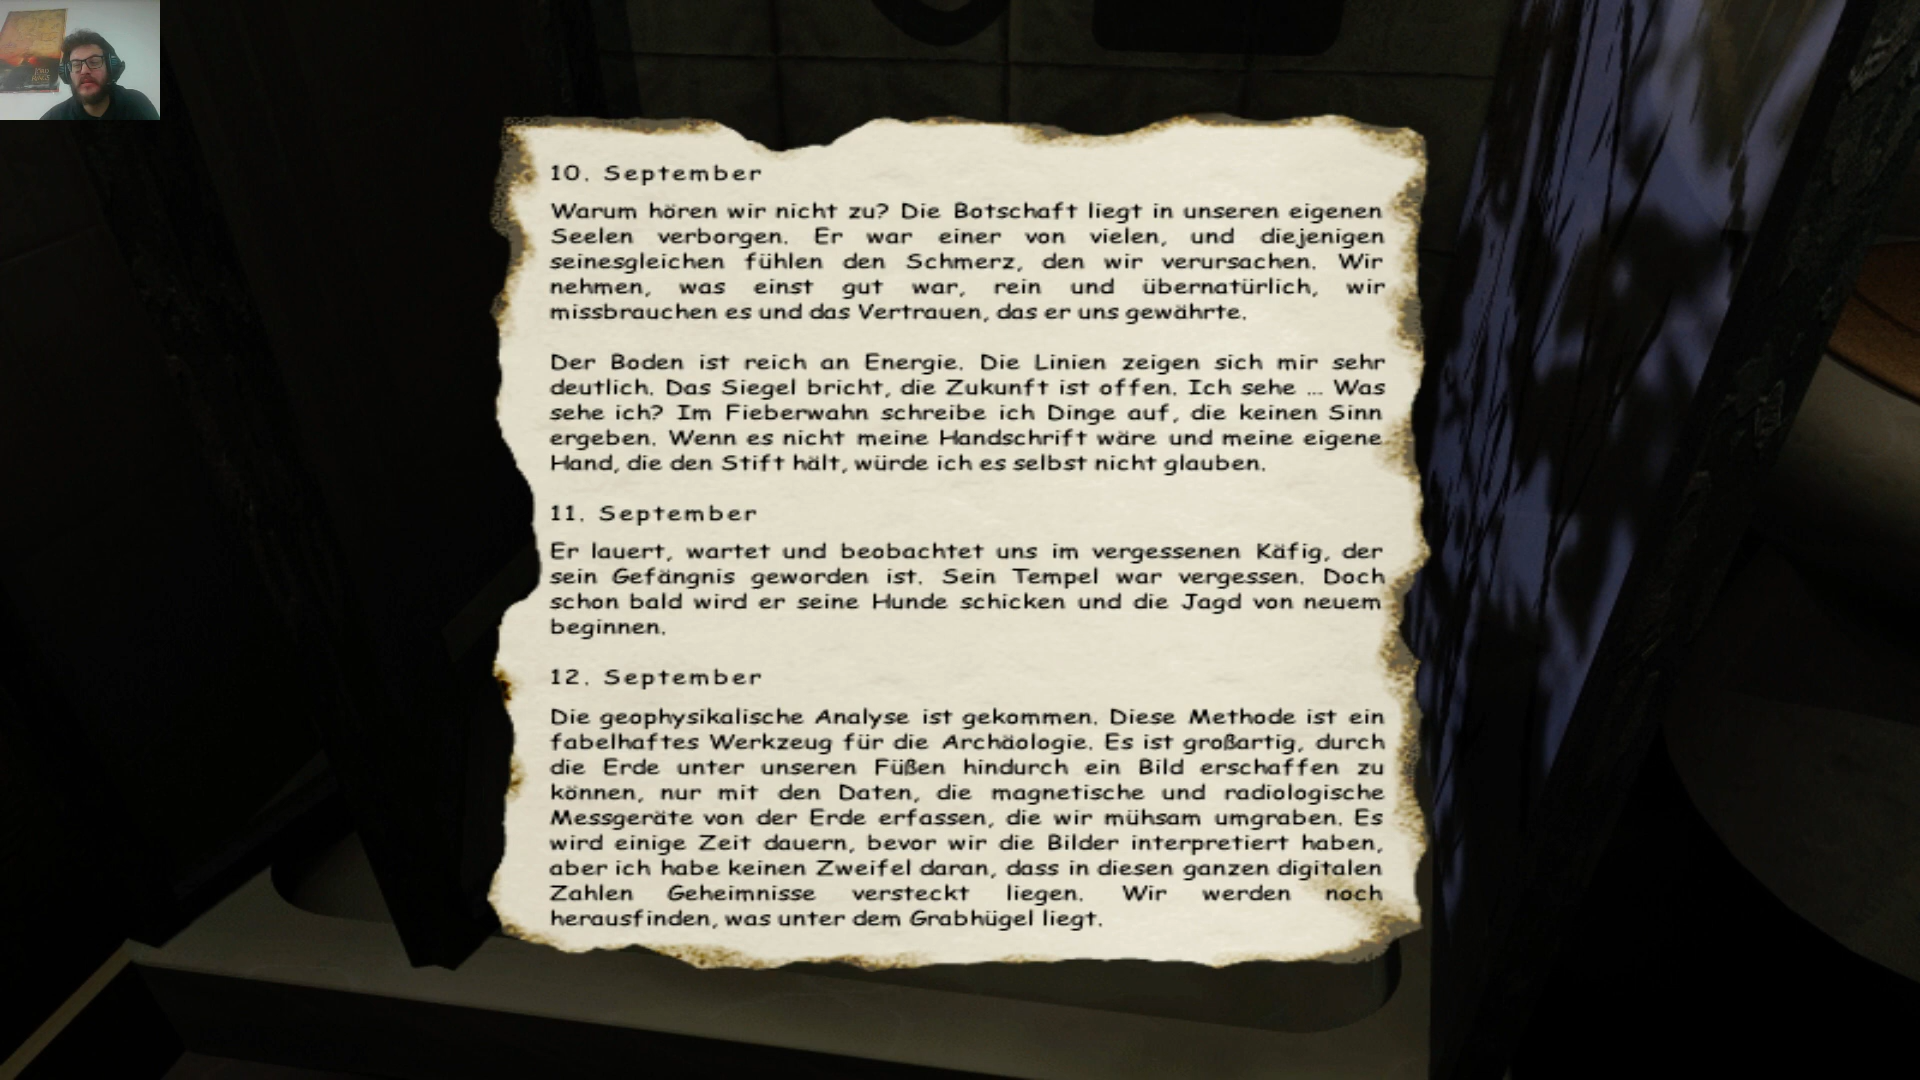 10. September
Warum hören wir nicht zu? Die Botschaft liegt in unseren eigenen
Seelen verborgen. Er war einer von vielen, und diejenigen
seinesgleichen fühlen den Schmerz, den wir verursachen. Wir
nehmen, was einst gut war, rein und übernatürlich, wir
missbrauchen es und das Vertrauen, das er uns gewährte.
Der Boden ist reich an Energie. Die Linien zeigen sich mir sehr
deutlich. Das Siegel bricht, die Zukunft ist offen. Ich sehe ... Was
sehe ich? Im Fieberwahn schreibe ich Dinge auf, die keinen Sinn
ergeben. Wenn es nicht meine Handschrift wäre und meine eigene
Hand, die den Stift hält, würde ich es selbst nicht glauben.
11. September
Er lauert, wartet und beobachtet uns im vergessenen Käfig, der
sein Gefängnis geworden ist. Sein Tempel war vergessen. Doch
schon bald wird er seine Hunde schicken und die Jagd von neuem
beginnen.
12. September
Die geophysikalische Analyse ist gekommen. Diese Methode ist ein
fabelhaftes Werkzeug für die Archäologie. Es ist großartig, durch
die Erde unter unseren Füßen hindurch ein Bild erschaffen zu
können, nur mit den Daten, die magnetische und radiologische
Messgeräte von der Erde erfassen, die wir mühsam umgraben. Es
wird einige Zeit dauern, bevor wir die Bilder interpretiert haben,
aber ich habe keinen Zweifel daran, dass in diesen ganzen digitalen
Zahlen Geheimnisse versteckt liegen. Wir werden noch
herausfinden, was unter dem Grabhügel liegt.